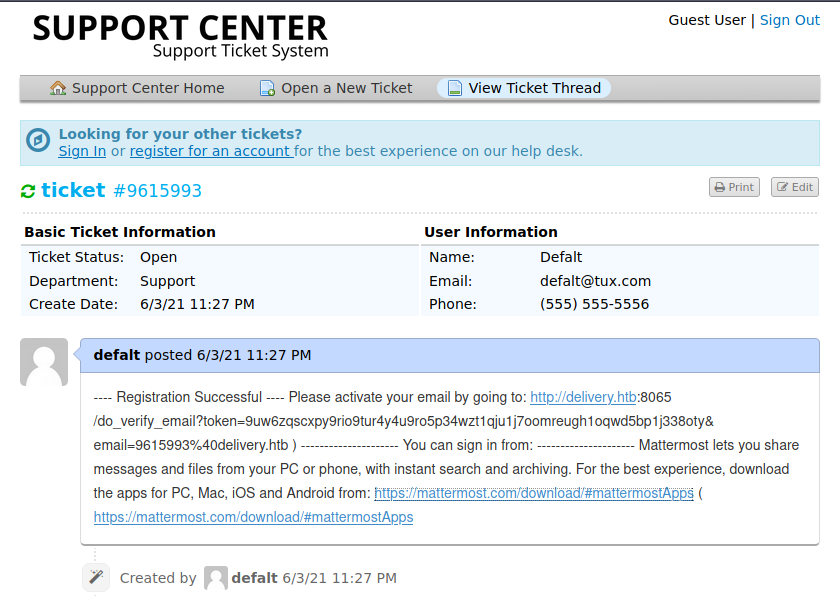 SUPPORT CENTER
Support Ticket System
Guest User | Sign Out
Support Center Home Open a New Ticket View Ticket Thread
Looking for your other tickets?
Sign In or register for an account for the best experience on our help desk.
ticket #9615993
Print Edit
Basic Ticket Information User Information
Ticket Status: Open Name: Defalt
Department: Support Email: defalt@tux.com
Create Date: 6/3/21 11:27 PM Phone: (555) 555-5556
defalt posted 6/3/21 11:27 PM
---- Registration Successful ---- Please activate your email by going to: http://delivery.htb:8065
/do_verify_email?token=9uw6zqscxpy9rio9tur4y4u9ro5p34wzt1qju1j7oomreugh1oqwd5bp1j338oty&
email=9615993%40delivery.htb ) -------------------- You can sign in from: -------------------- Mattermost lets you share
messages and files from your PC or phone, with instant search and archiving. For the best experience, download
the apps for PC, Mac, iOS and Android from: https://mattermost.com/download/#mattermostApps (
https://mattermost.com/download/#mattermostApps
Created by defalt 6/3/21 11:27 PM